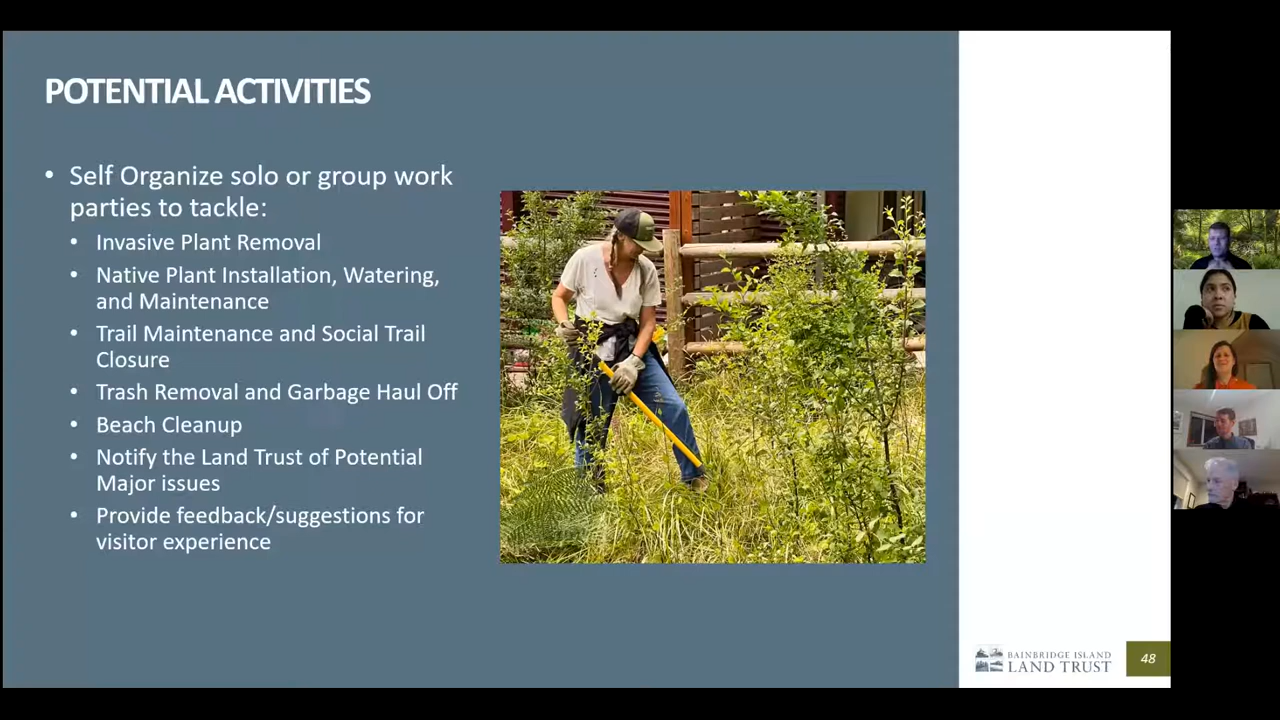 POTENTIAL ACTIVITIES
• Self Organize solo or group work
parties to tackle:
• Invasive Plant Removal
• Native Plant Installation, Watering,
and Maintenance
• Trail Maintenance and Social Trail
Closure
• Trash Removal and Garbage Haul Off
• Beach Cleanup
• Notify the Land Trust of Potential
Major issues
• Provide feedback/suggestions for
visitor experience
BAINBRIDGE ISLAND
LAND TRUST
48